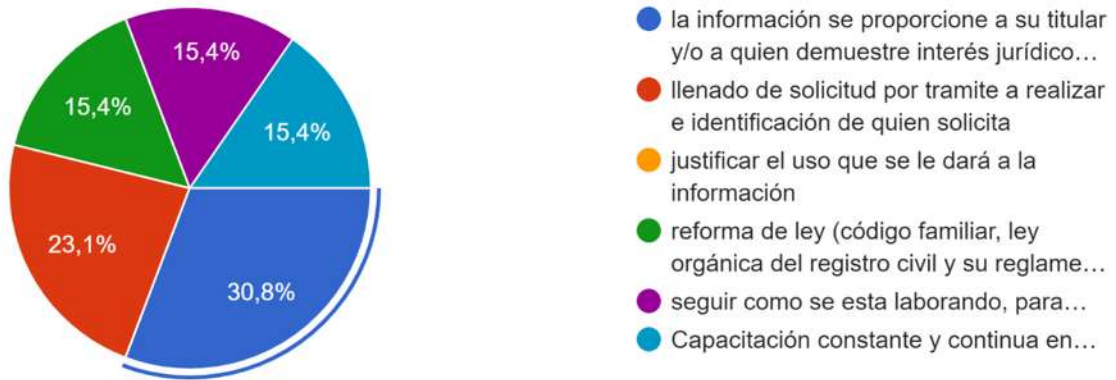 15,4%
15,4%
15,4%
23,1%
30,8%
la información se proporcione a su titular
y/o a quien demuestre interés jurídico…
llenado de solicitud por tramite a realizar
e identificación de quien solicita
justificar el uso que se le dará a la
información
reforma de ley (código familiar, ley
orgánica del registro civil y su reglame…
seguir como se esta laborando, para…
Capacitación constante y continua en…